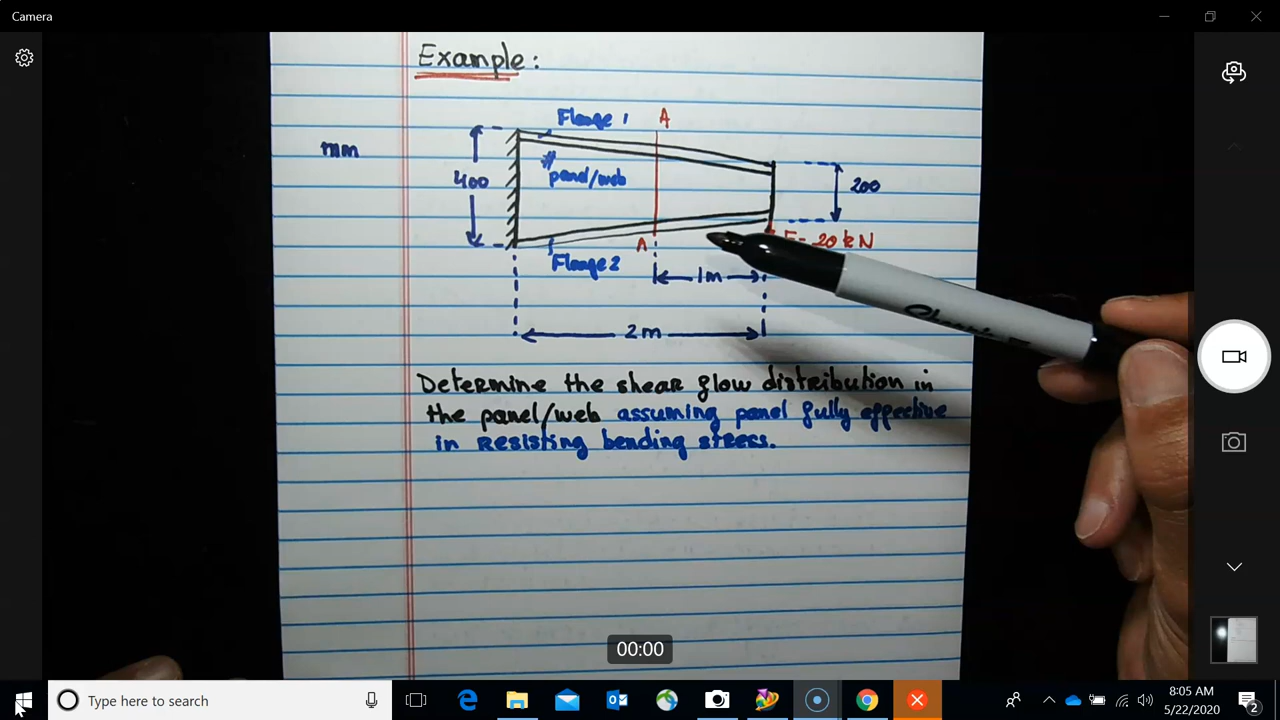 Camera
Example:
Flange 1
A
mm
400
panel/web
200
A
F= 20 kN
Flange 2
1m
2m
Determine the shear flow distribution in
the panel/web assuming panel fully effective
in Resisting bending stress.
Sharpie
00:00
Type here to search
8:05 AM
5/22/2020
2